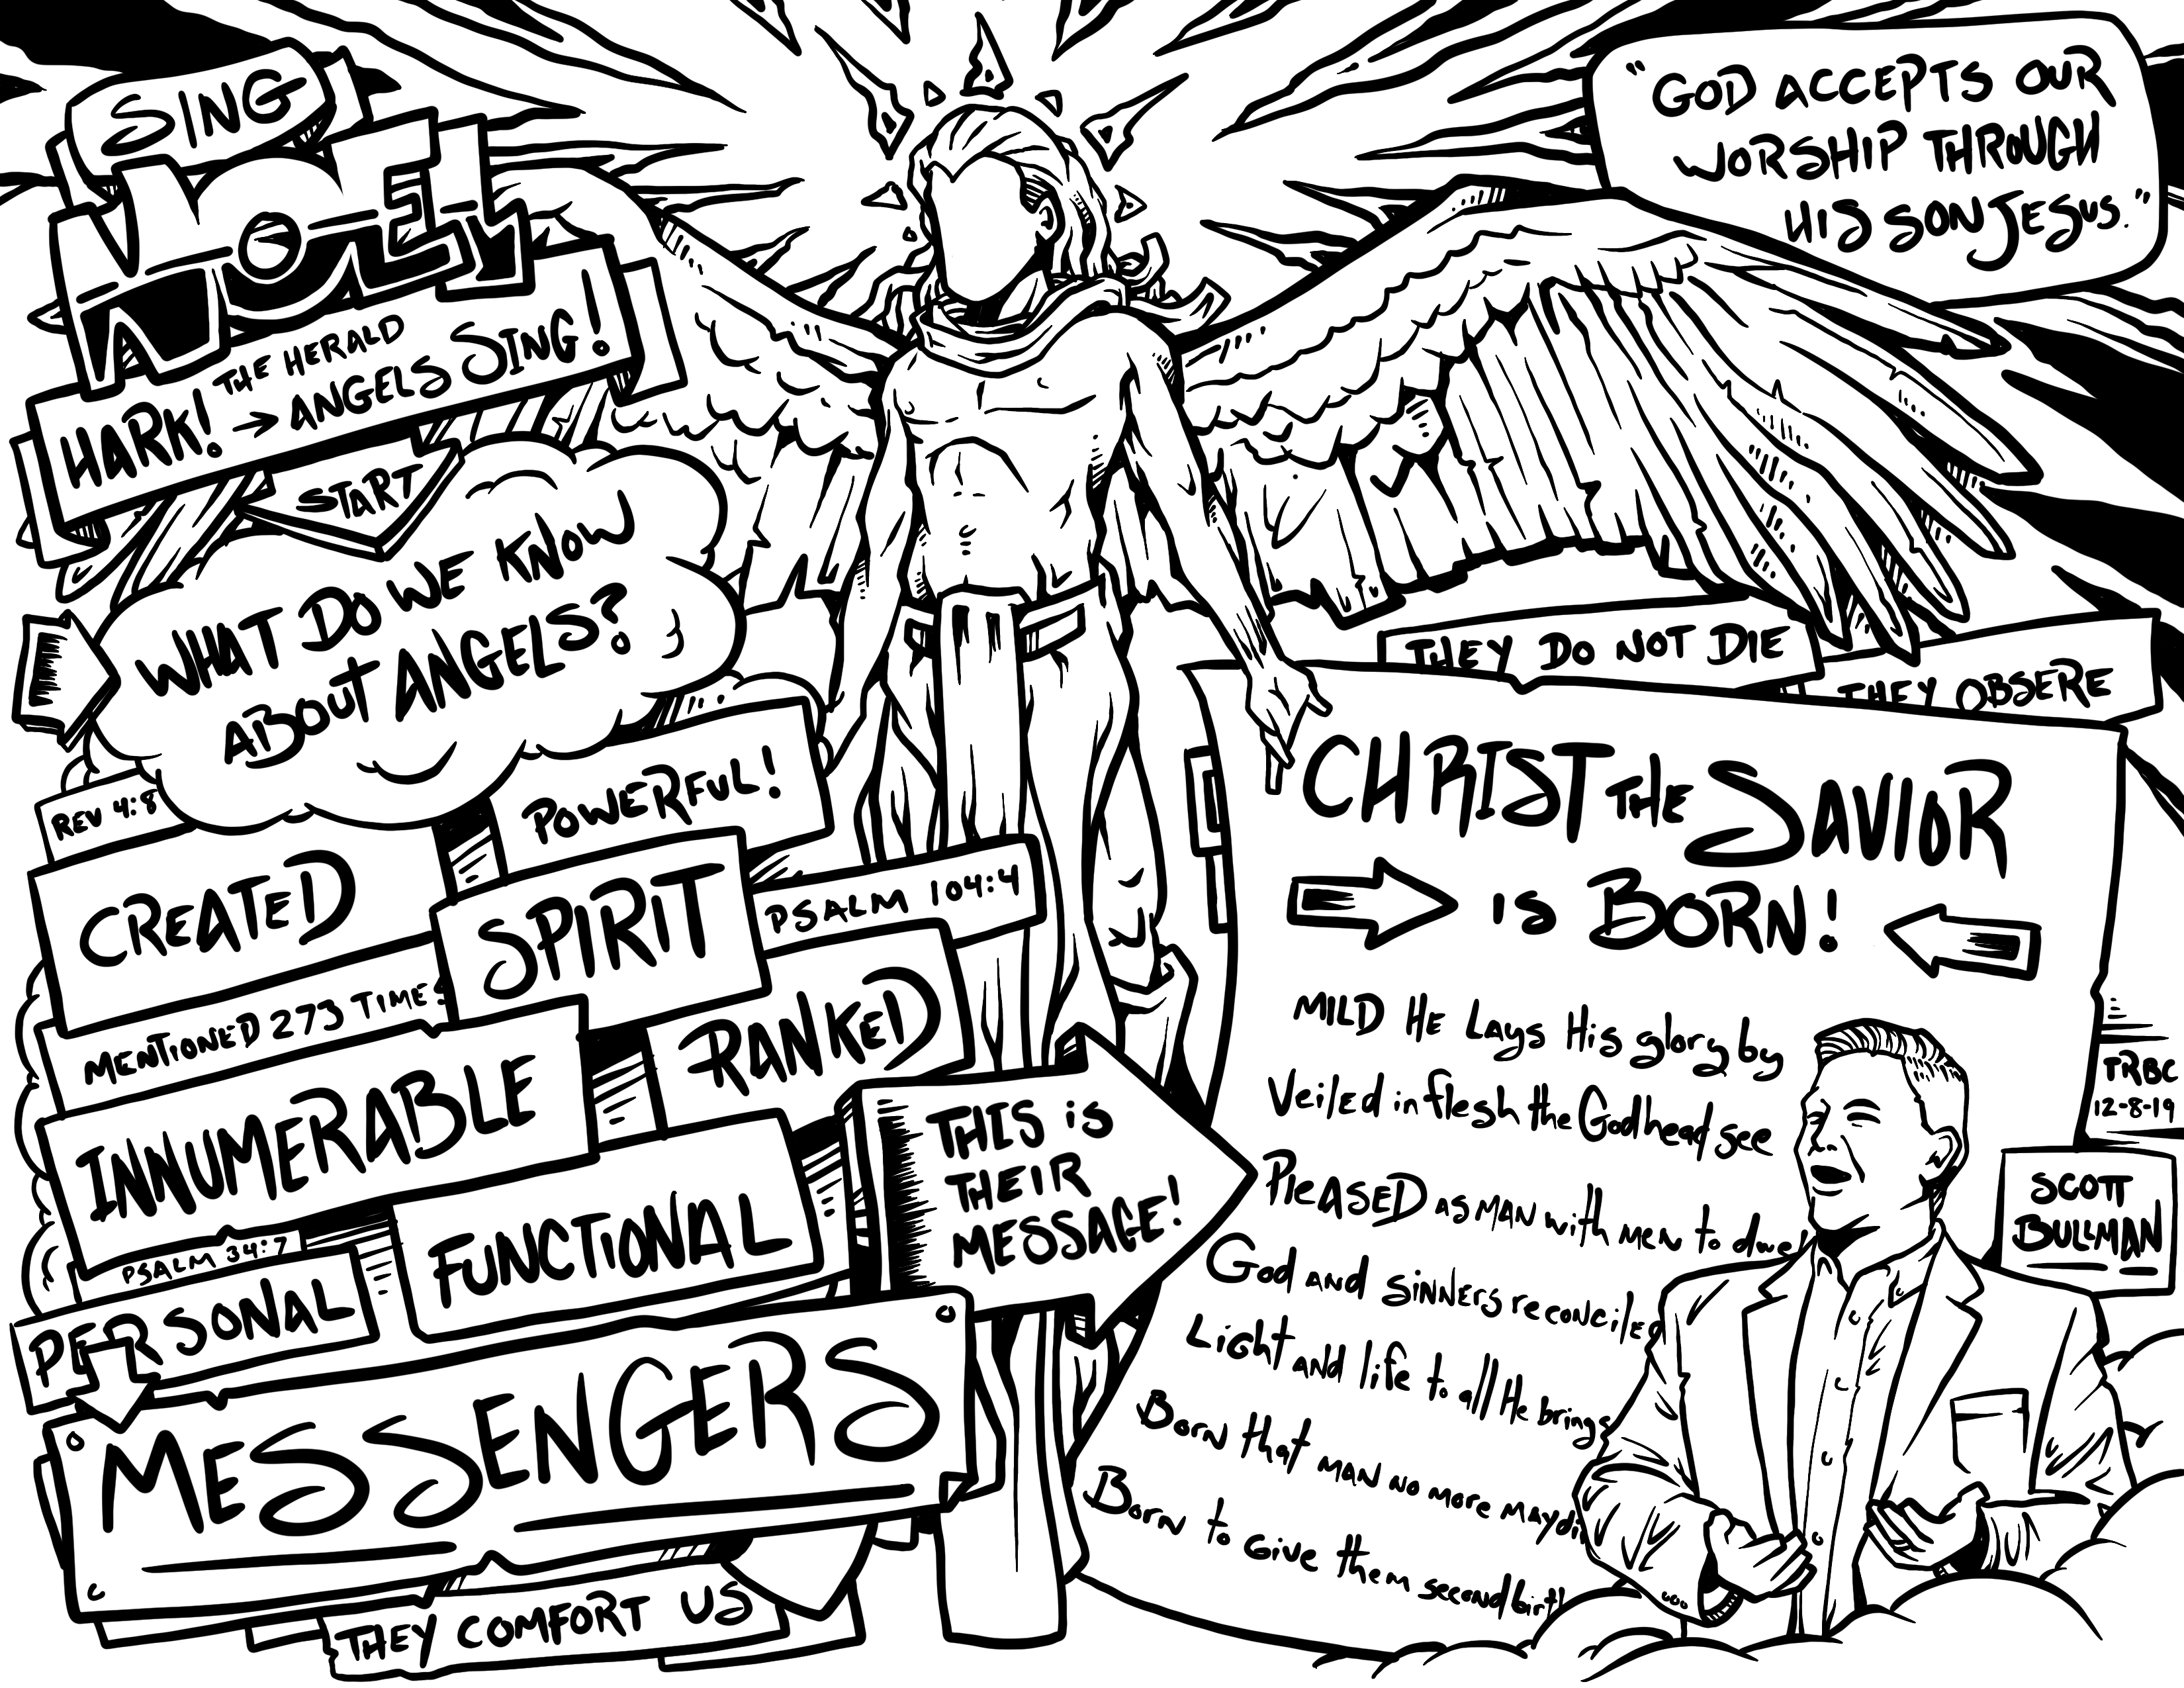 SING
NOELS
HARK! THE HERALD
→ ANGELS SING!
START
WHAT DO WE KNOW
ABOUT ANGELS?
REV 4:8
POWERFUL!
CREATED
SPIRIT
PSALM 104:4
MENTIONED 273 TIMES
RANKED
INNUMERABLE
PSALM 34:7
FUNCTIONAL
PERSONAL
MESSENGERS
THEY COMFORT US
THIS is
THEIR
MESSAGE!
"GOD ACCEPTS OUR
WORSHIP THROUGH
HIS SON JESUS."
THEY DO NOT DIE
THEY OBSERE
CHRIST THE SAVIOR
IS BORN!
MILD HE LAYS HIS glory by
Veiled in flesh the Godhead see
PleASED AS MAN with men to dwel
God AND SINNERS reconciled
Light AND life to all He brings
Born that MAN NO more may di
Born to Give them second birth
TRBC
12-8-19
SCOTT
BULLMAN